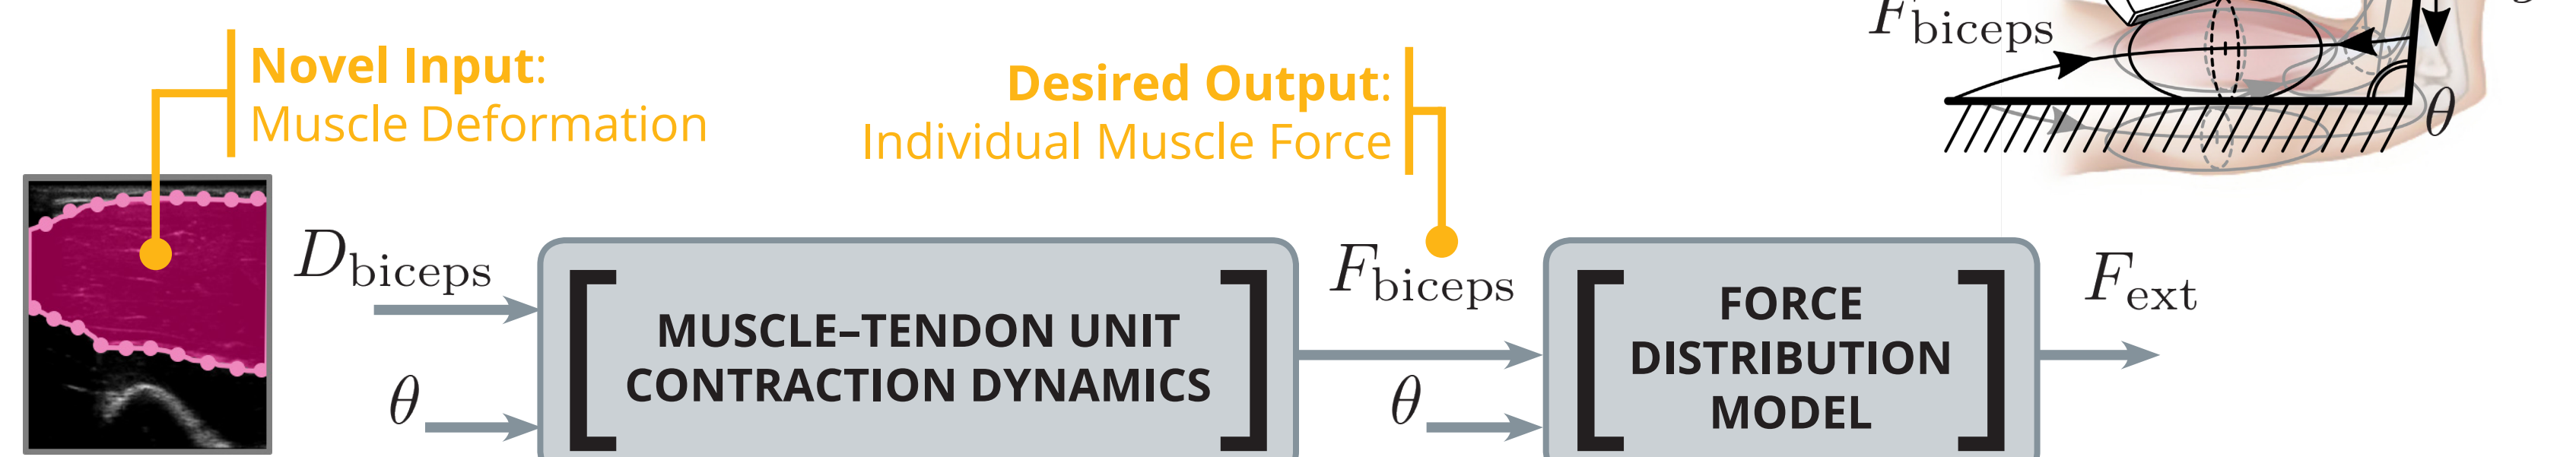 Novel Input:
Muscle Deformation
Desired Output:
Individual Muscle Force
F_biceps
θ
D_biceps
θ
MUSCLE–TENDON UNIT
CONTRACTION DYNAMICS
F_biceps
θ
FORCE
DISTRIBUTION
MODEL
F_ext